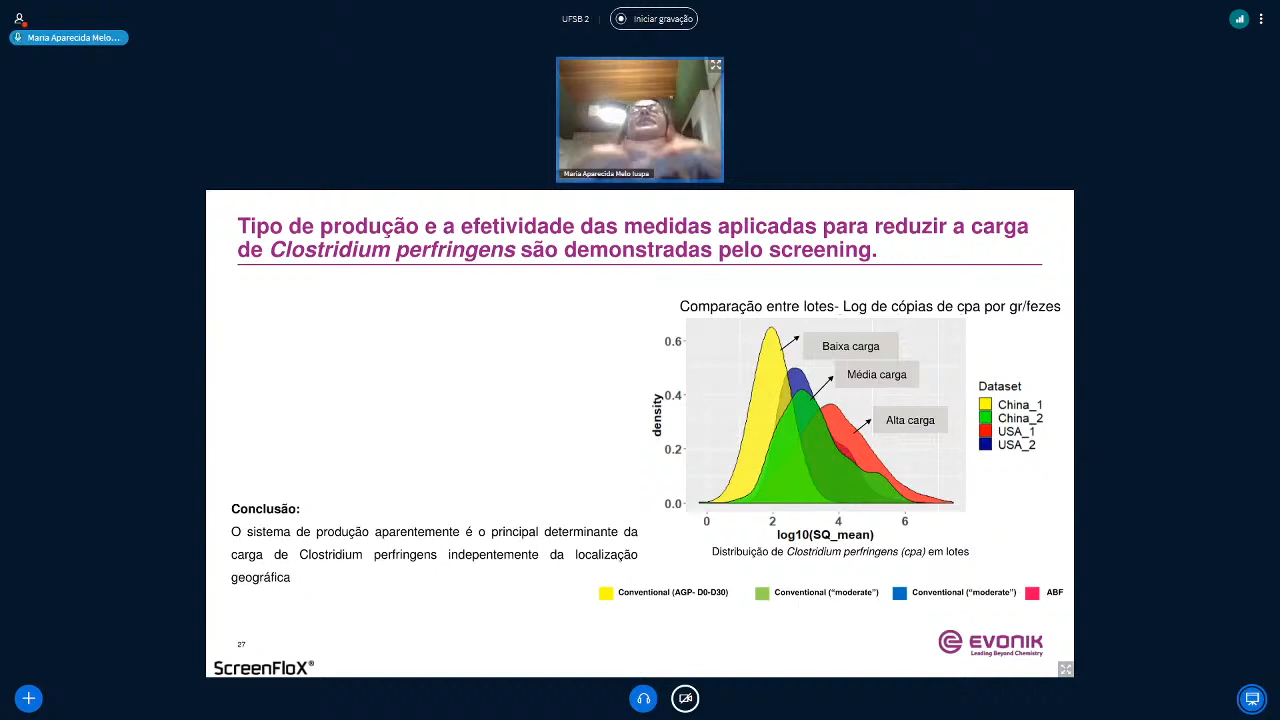 UFSB 2
Iniciar gravação
Maria Aparecida Melo...
Maria Aparecida Melo Iuspa
Tipo de produção e a efetividade das medidas aplicadas para reduzir a carga
de Clostridium perfringens são demonstradas pelo screening.
Comparação entre lotes- Log de cópias de cpa por gr/fezes
Baixa carga
Média carga
Alta carga
density
0.6
0.4
0.2
0.0
0 2 4 6
log10(SQ_mean)
Dataset
China_1
China_2
USA_1
USA_2
Distribuição de Clostridium perfringens (cpa) em lotes
Conclusão:
O sistema de produção aparentemente é o principal determinante da
carga de Clostridium perfringens indepentemente da localização
geográfica
Conventional (AGP- D0-D30) Conventional (“moderate”) Conventional (“moderate”) ABF
27
ScreenFloX®
EVONIK
Leading Beyond Chemistry